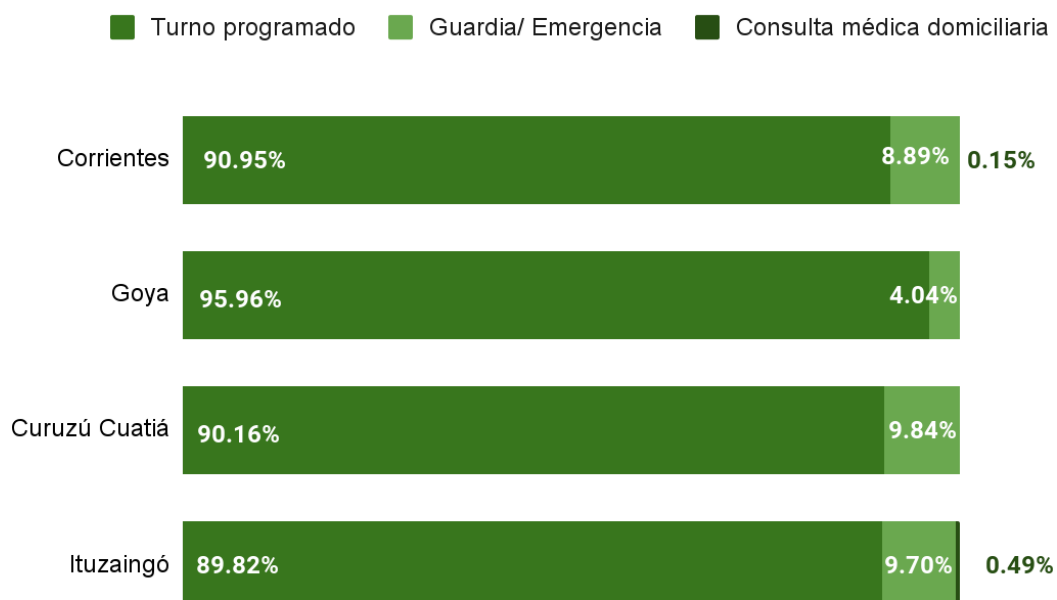 Turno programado Guardia/ Emergencia Consulta médica domiciliaria
Corrientes 90.95% 8.89% 0.15%
Goya 95.96% 4.04%
Curuzú Cuatiá 90.16% 9.84%
Ituzaingó 89.82% 9.70% 0.49%